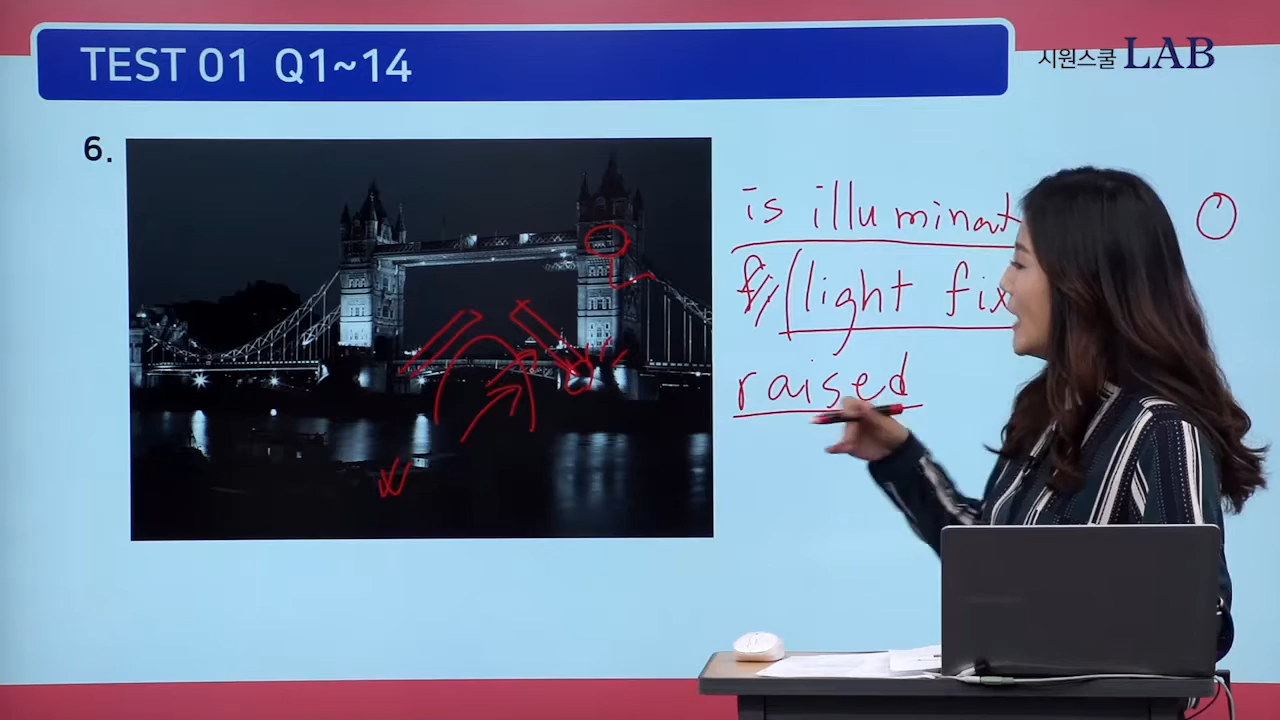 TEST 01 Q1~14
시원스쿨 LAB
6.
is illuminat
light fix
raised